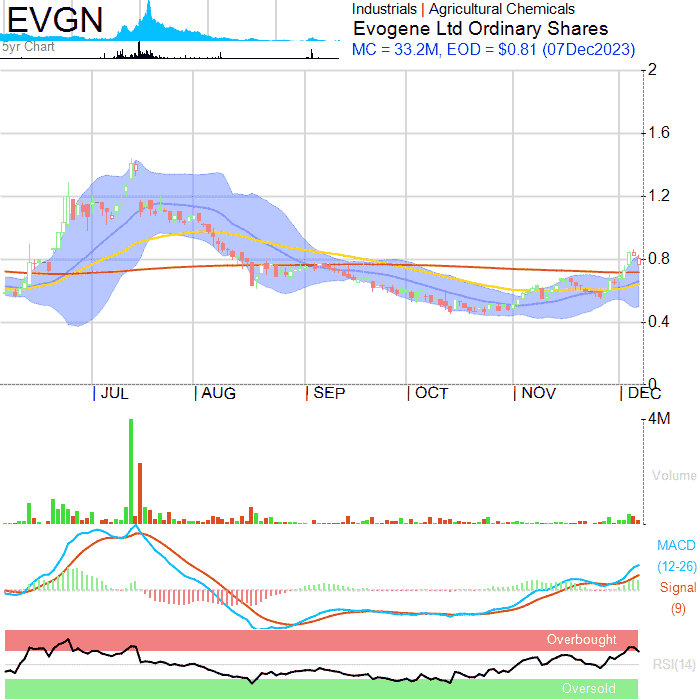 EVGN
5yr Chart
Industrials | Agricultural Chemicals
Evogene Ltd Ordinary Shares
MC = 33.2M, EOD = $0.81 (07Dec2023)
2
1.6
1.2
0.8
0.4
0
JUL AUG SEP OCT NOV DEC
4M
Volume
MACD
(12-26)
Signal
(9)
Overbought
RSI(14)
Oversold